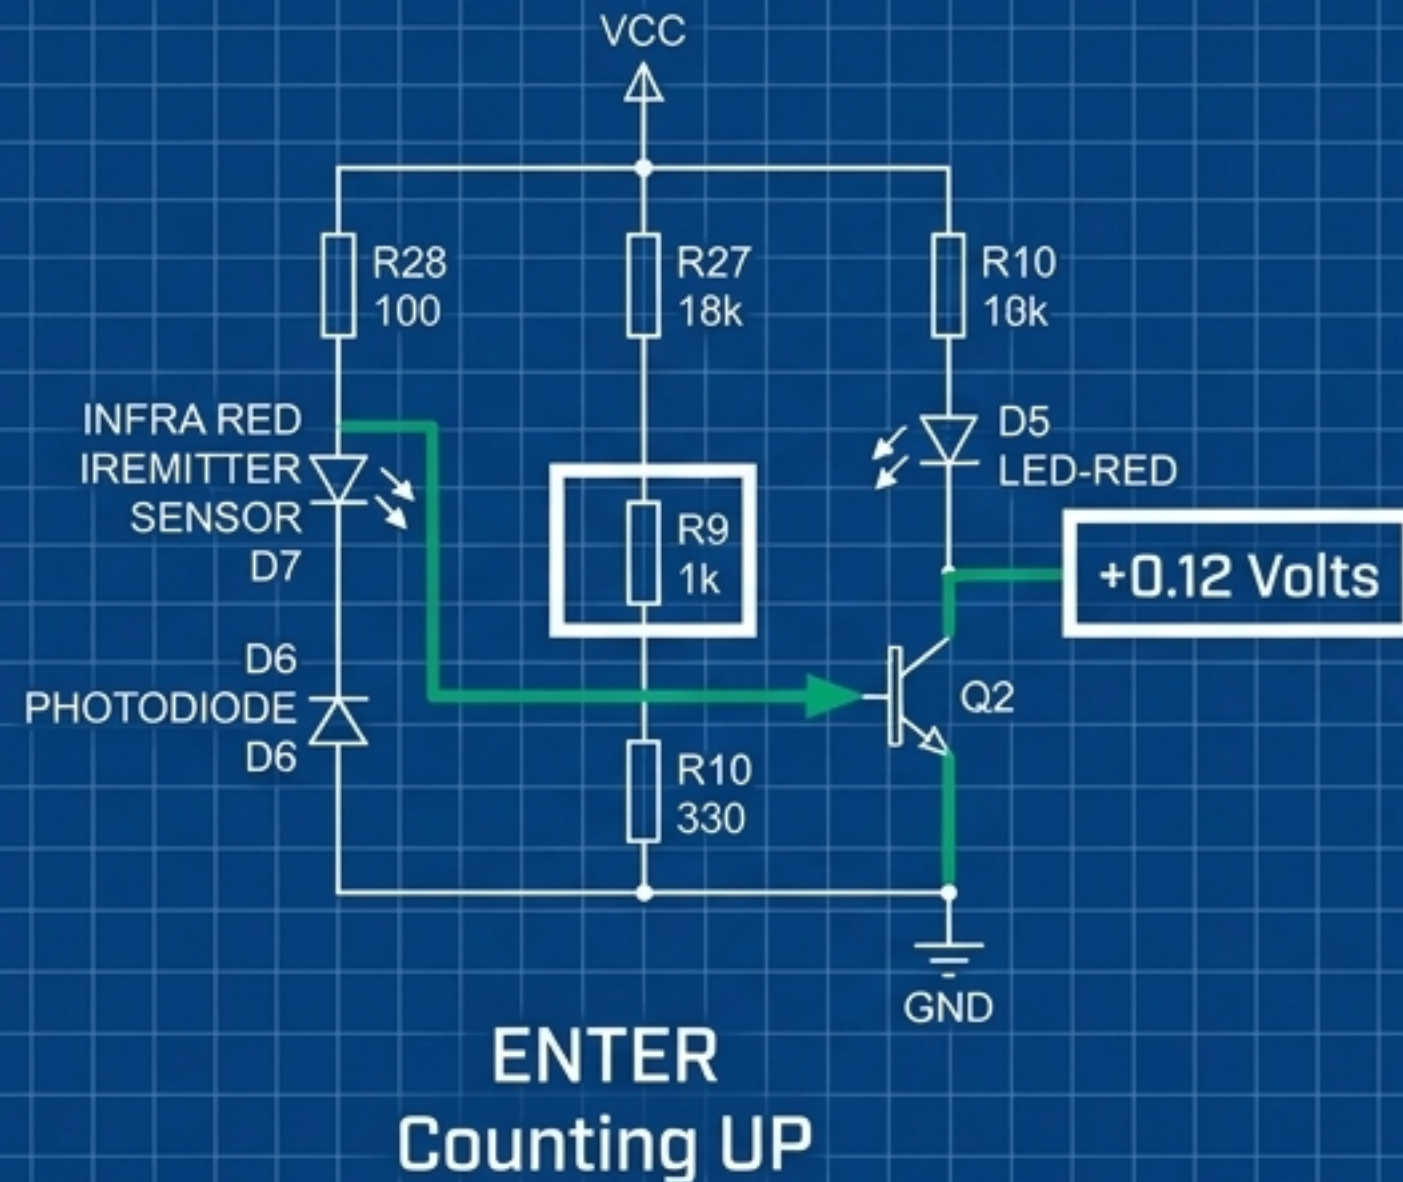 VCC
R28
100
R27
18k
R10
INFRA RED
IREMITTER
SENSOR
D7
D5
LED-RED
R9
1k
+0.12 Volts
D6
PHOTODIODE
D6
Q2
R10
330
GND
ENTER
Counting UP